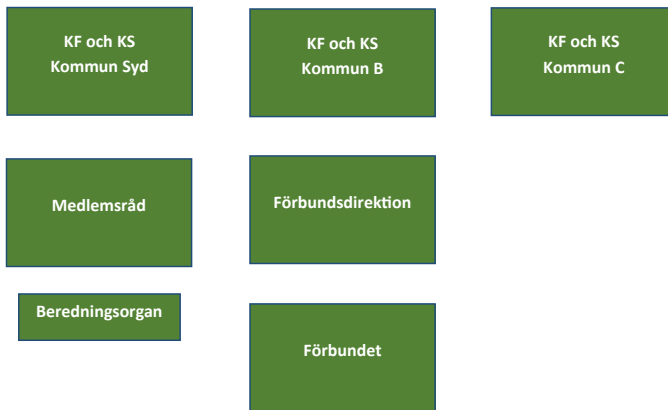 KF och KS
Kommun Syd
KF och KS
Kommun B
KF och KS
Kommun C
Medlemsråd
Förbundsdirektion
Beredningsorgan
Förbundet